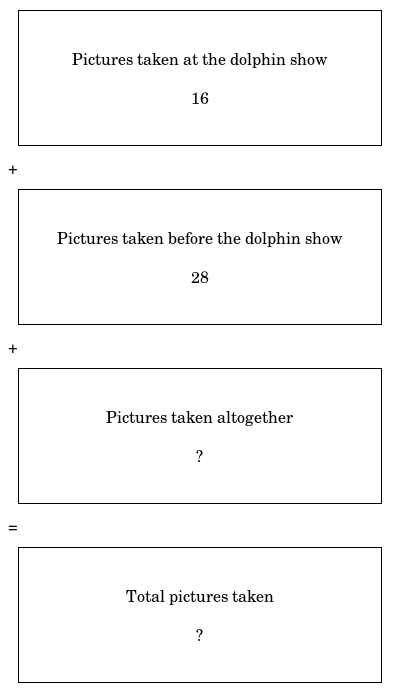 Pictures taken at the dolphin show
16
+
Pictures taken before the dolphin show
28
+
Pictures taken altogether
?
=
Total pictures taken
?